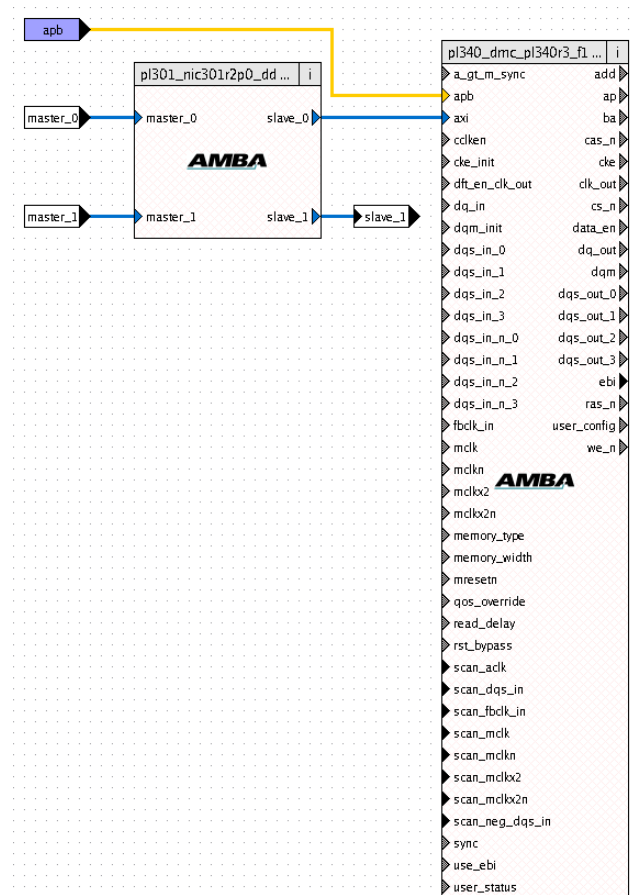 apb
pl301_nic301r2p0_dd ... i
master_0
master_0 slave_0
AMBA
master_1
master_1 slave_1
slave_1
pl340_dmc_pl340r3_f1 ... i
a_gt_m_sync add
apb ap
axi ba
cclken cas_n
cke_init cke
dft_en_clk_out clk_out
dq_in cs_n
dqm_init data_en
dqs_in_0 dq_out
dqs_in_1 dqm
dqs_in_2 dqs_out_0
dqs_in_3 dqs_out_1
dqs_in_n_0 dqs_out_2
dqs_in_n_1 dqs_out_3
dqs_in_n_2 ebi
dqs_in_n_3 ras_n
fbclk_in user_config
mclk we_n
mclkn
AMBA
mclkx2
mclkx2n
memory_type
memory_width
mresetn
qos_override
read_delay
rst_bypass
scan_aclk
scan_dqs_in
scan_fbclk_in
scan_mclk
scan_mclkn
scan_mclkx2
scan_mclkx2n
scan_neg_dqs_in
sync
use_ebi
user_status